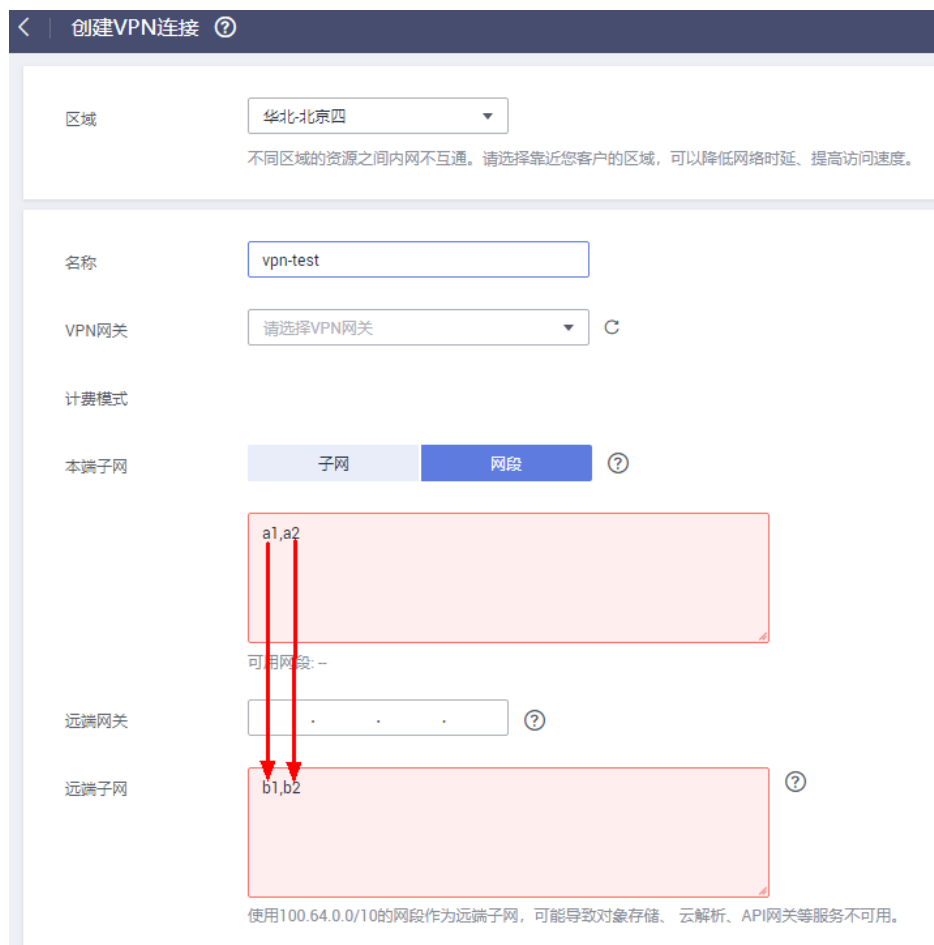 创建VPN连接
区域
华北-北京四
不同区域的资源之间内网不互通。请选择靠近您客户的区域，可以降低网络时延、提高访问速度。
名称
vpn-test
VPN网关
请选择VPN网关
计费模式
本端子网
子网
网段
a1,a2
可用网段: --
远端网关
. . .
远端子网
b1,b2
使用100.64.0.0/10的网段作为远端子网，可能导致对象存储、 云解析、API网关等服务不可用。